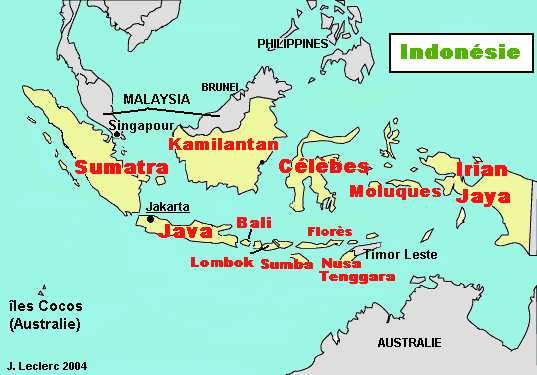 PHILIPPINES
Indonésie
BRUNEI
MALAYSIA
Singapour
Kamilantan
Sumatra
Célèbes
Irian
Jaya
Moluques
Jakarta
Java
Bali
Florès
Lombok
Sumba
Nusa
Tenggara
Timor Leste
îles Cocos
(Australie)
AUSTRALIE
J. Leclerc 2004